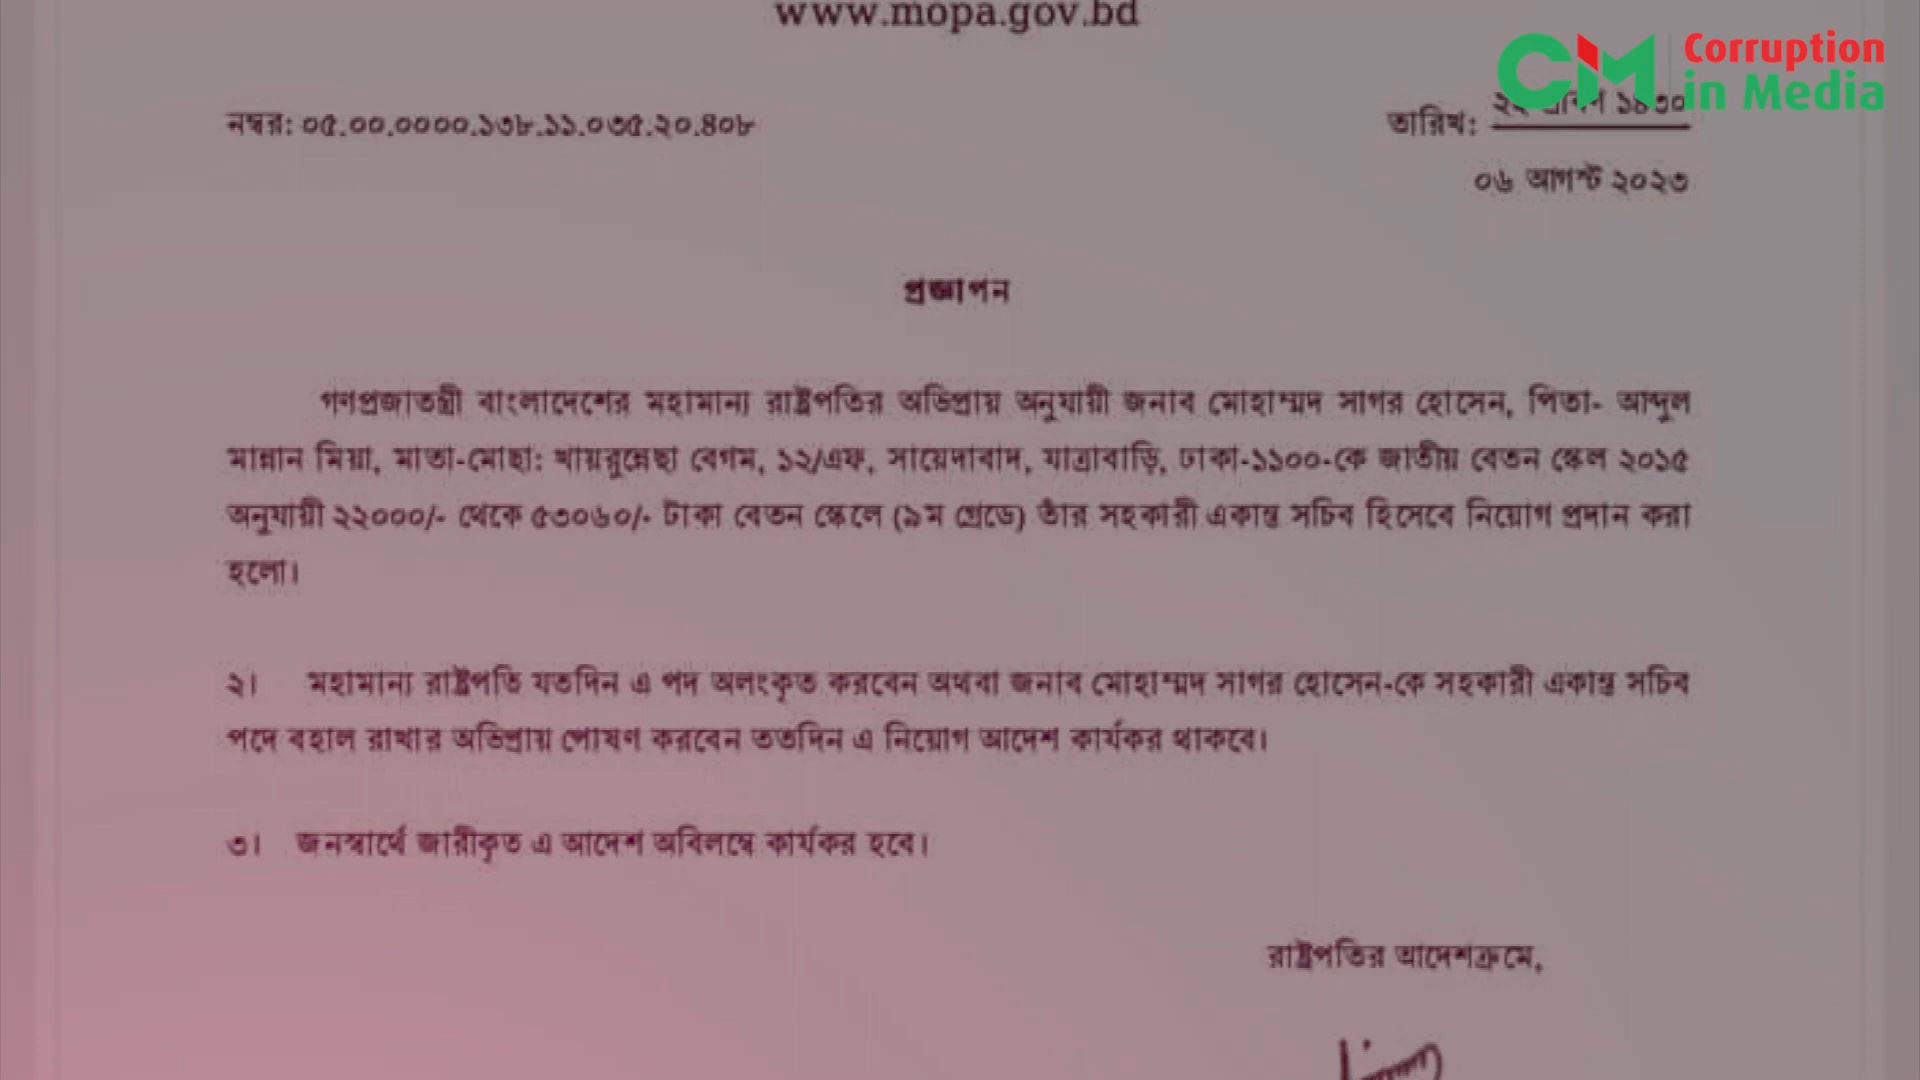 www.mopa.gov.bd
Corruption
in Media
CM
নম্বর: ০৫.০০.০০০০.১৩৮.১১.০৩৫.২০.৪০৮
তারিখ: ২২ শ্রাবণ ১৪৩০
০৬ আগস্ট ২০২৩
প্রজ্ঞাপন
গণপ্রজাতন্ত্রী বাংলাদেশের মহামান্য রাষ্ট্রপতির অভিপ্রায় অনুযায়ী জনাব মোহাম্মদ সাগর হোসেন, পিতা- আব্দুল
মান্নান মিয়া, মাতা-মোছা: খায়রুন্নেছা বেগম, ১২/এফ, সায়েদাবাদ, যাত্রাবাড়ি, ঢাকা-১১০০-কে জাতীয় বেতন স্কেল ২০১৫
অনুযায়ী ২২০০০/- থেকে ৫৩০৬০/- টাকা বেতন স্কেলে (৯ম গ্রেডে) তাঁর সহকারী একান্ত সচিব হিসেবে নিয়োগ প্রদান করা
হলো।
২। মহামান্য রাষ্ট্রপতি যতদিন এ পদ অলংকৃত করবেন অথবা জনাব মোহাম্মদ সাগর হোসেন-কে সহকারী একান্ত সচিব
পদে বহাল রাখার অভিপ্রায় পোষণ করবেন ততদিন এ নিয়োগ আদেশ কার্যকর থাকবে।
৩। জনস্বার্থে জারীকৃত এ আদেশ অবিলম্বে কার্যকর হবে।
রাষ্ট্রপতির আদেশক্রমে,